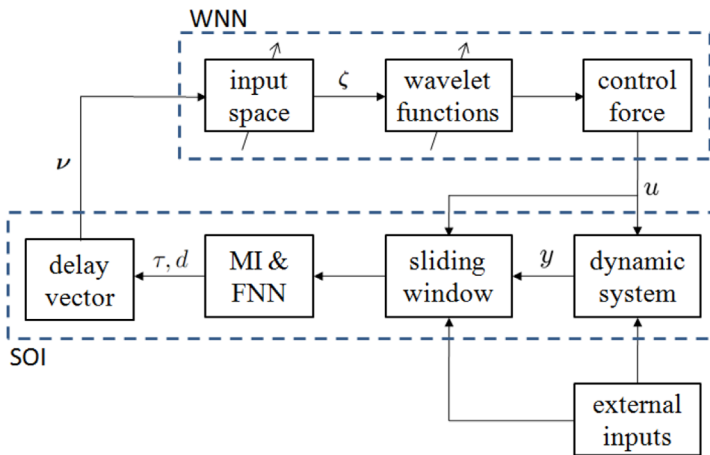 WNN
input
space
ζ
wavelet
functions
control
force
ν
u
delay
vector
τ, d
MI &
FNN
sliding
window
y
dynamic
system
SOI
external
inputs